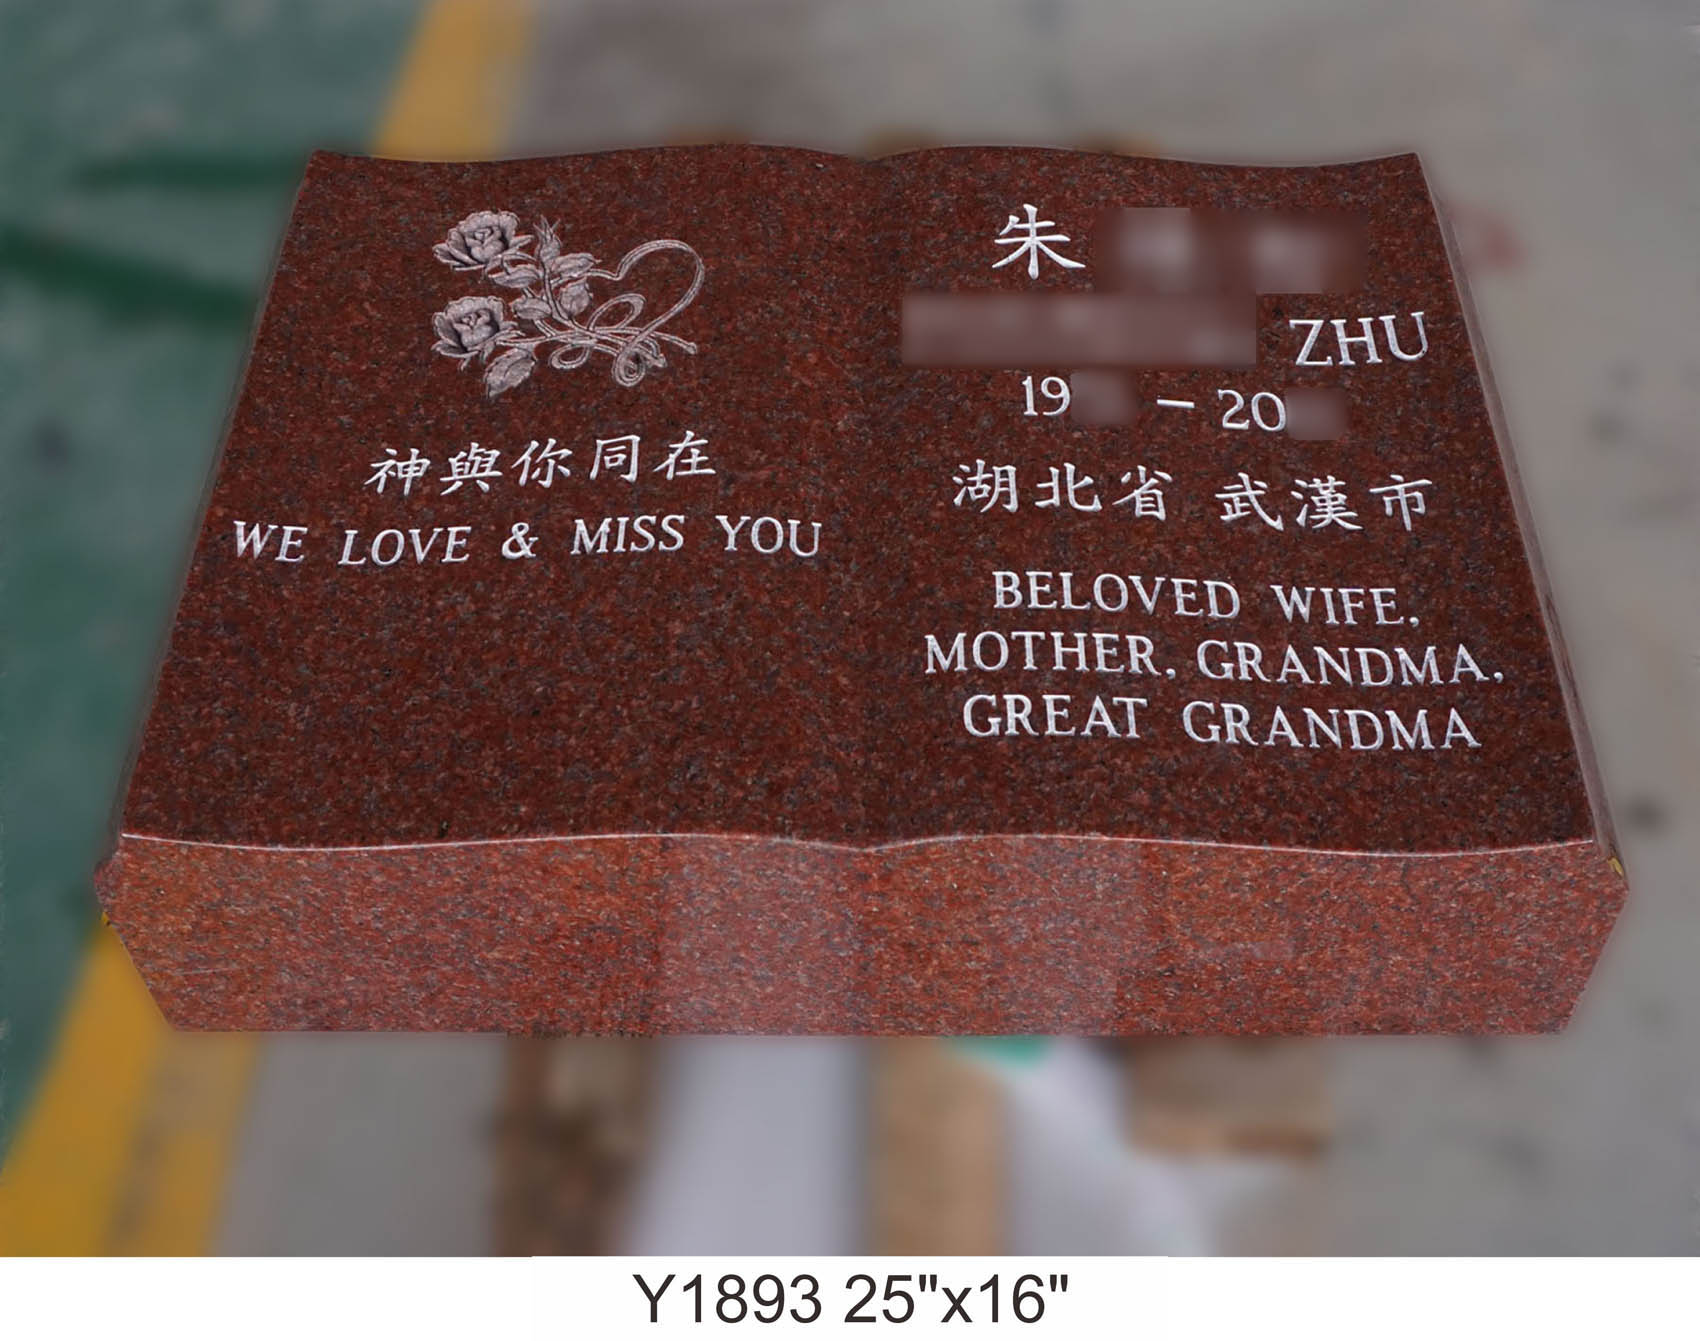 神與你同在
WE LOVE & MISS YOU
朱
ZHU
19 – 20
湖北省 武漢市
BELOVED WIFE,
MOTHER, GRANDMA,
GREAT GRANDMA
Y1893 25"x16"